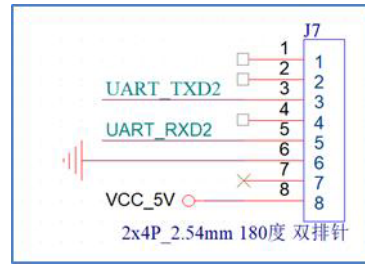 J7
1 1
2 2
UART_TXD2 3 3
4 4
UART_RXD2 5 5
6 6
7 7
VCC_5V 8 8
2x4P_2.54mm 180度 双排针